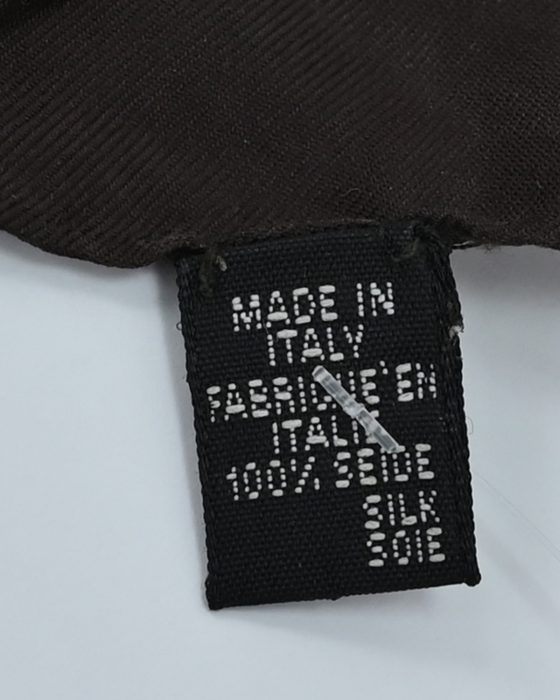 MADE IN
ITALY
FABRIQUE' EN
ITALIE
100% SEIDE
SILK
SOIE